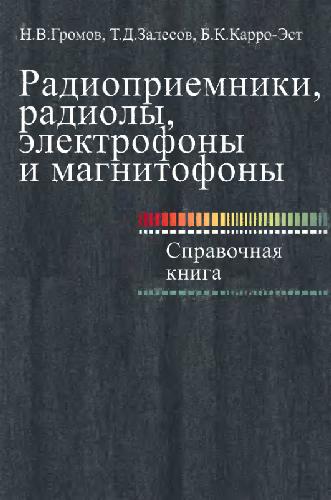 Н.В.Громов, Т.Д.Залесов, Б.К.Карро-Эст
Радиоприемники,
радиолы,
электрофоны
и магнитофоны
Справочная
книга